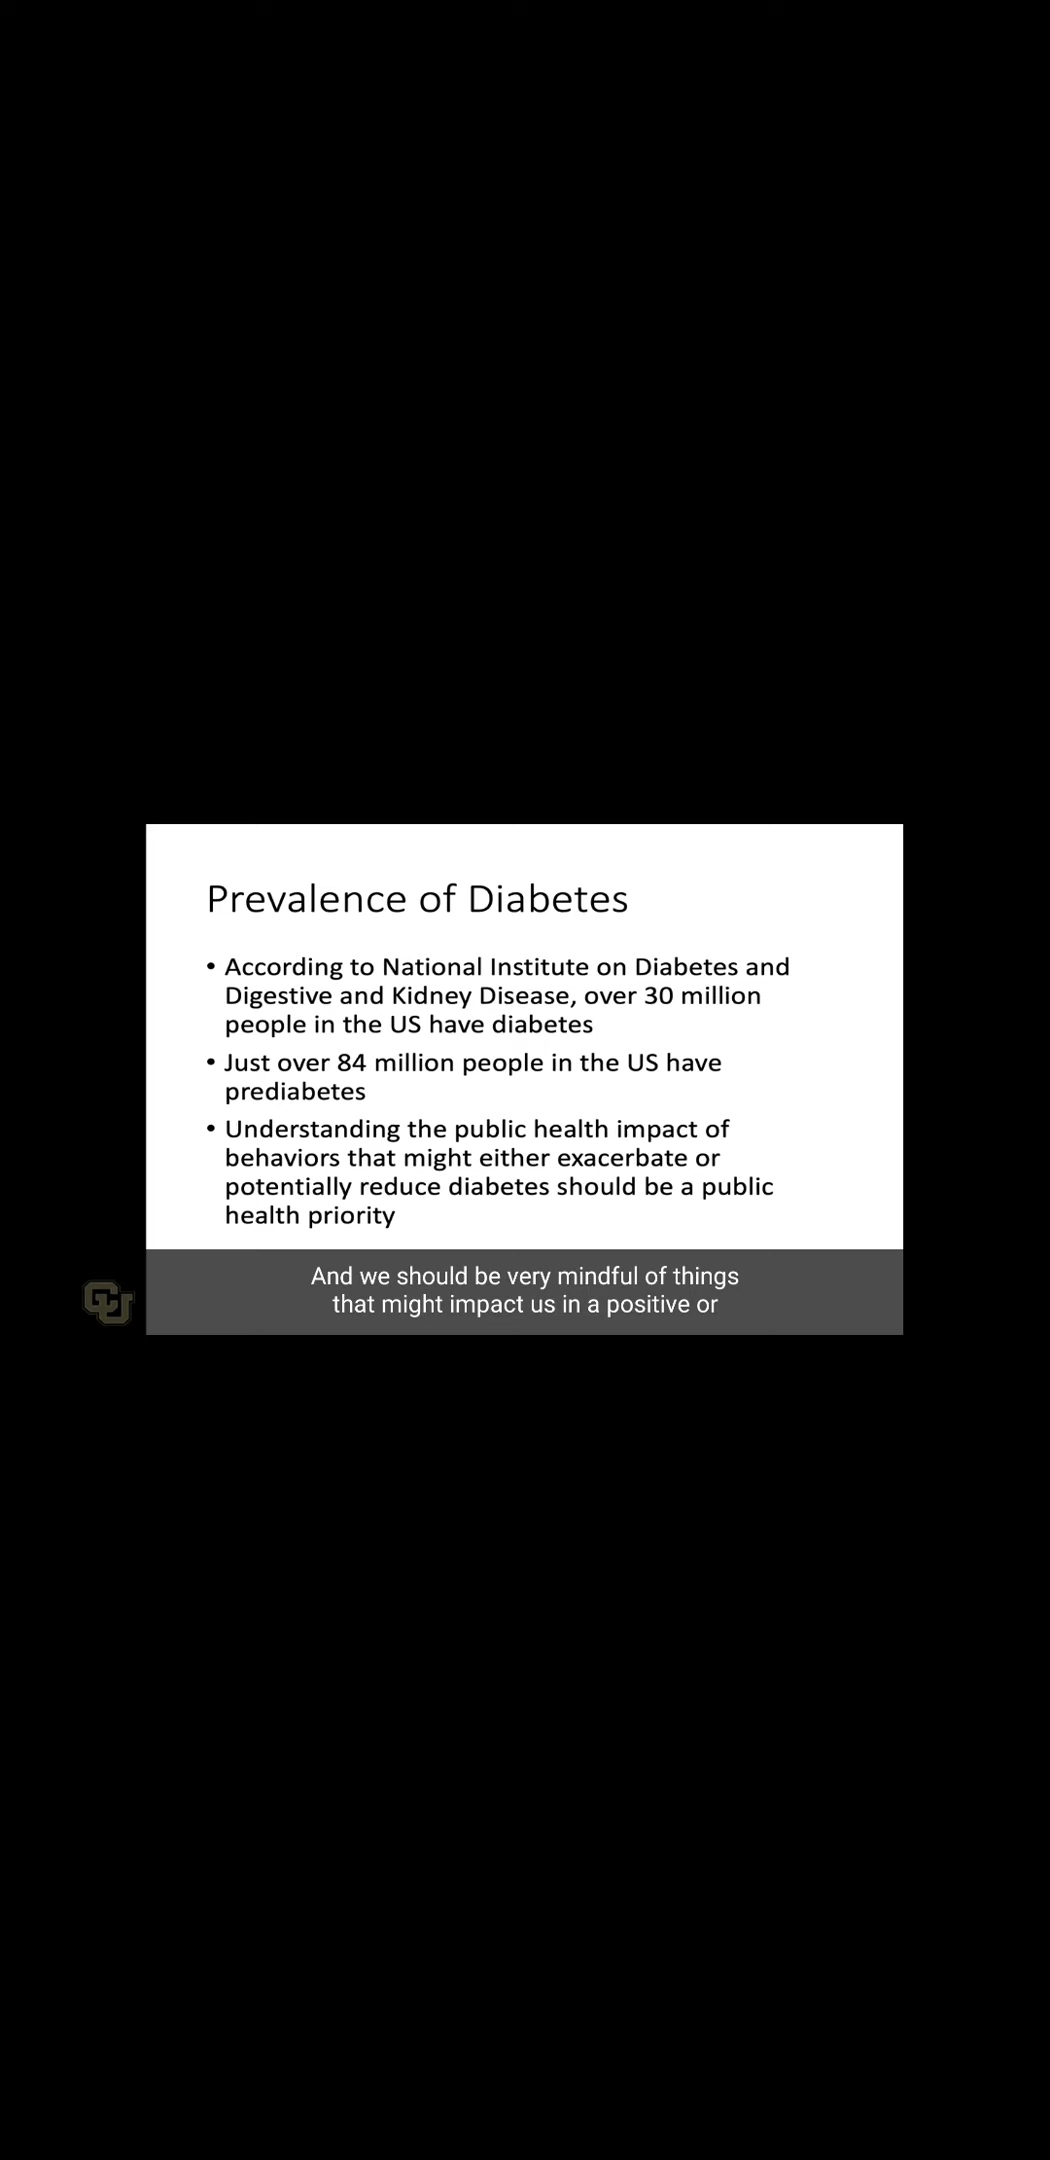 Prevalence of Diabetes
• According to National Institute on Diabetes and
Digestive and Kidney Disease, over 30 million
people in the US have diabetes
• Just over 84 million people in the US have
prediabetes
• Understanding the public health impact of
behaviors that might either exacerbate or
potentially reduce diabetes should be a public
health priority
And we should be very mindful of things
that might impact us in a positive or
CU